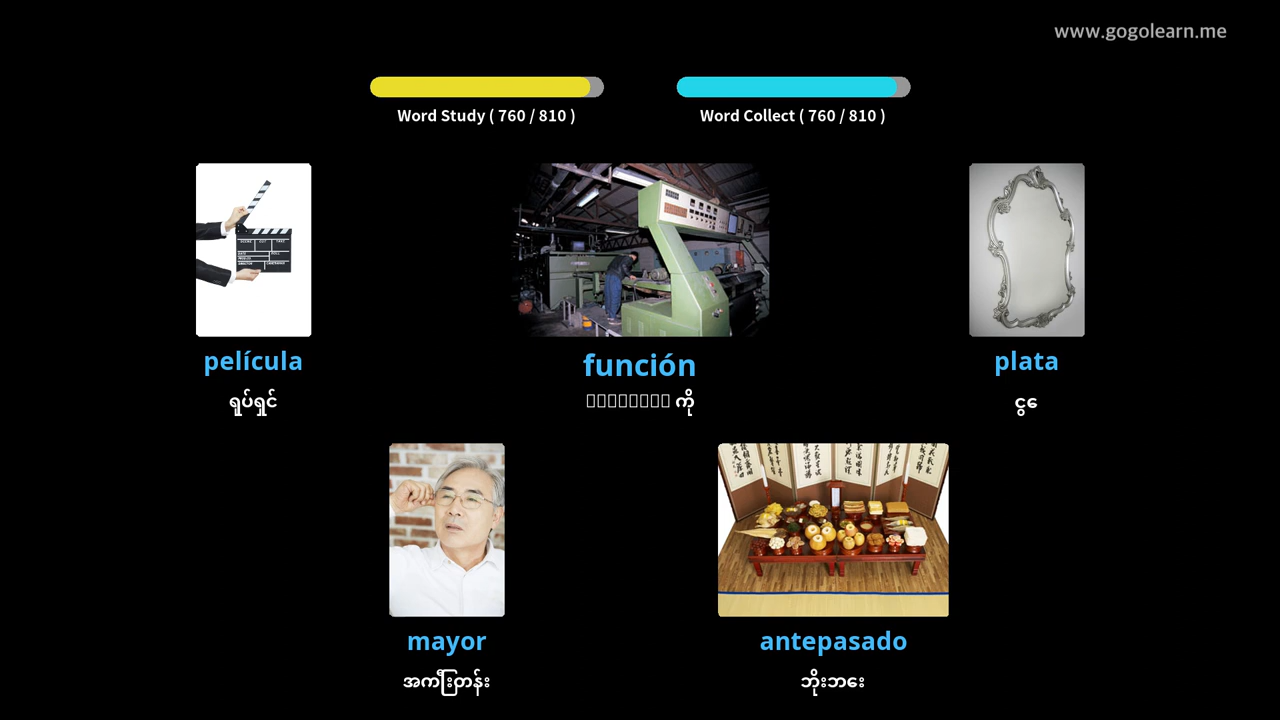 www.gogolearn.me
Word Study ( 760 / 810 )
Word Collect ( 760 / 810 )
película
ရုပ်ရှင်
función
ကို
plata
ငွေ
mayor
အကြီးတန်း
antepasado
ဘိုးဘေး